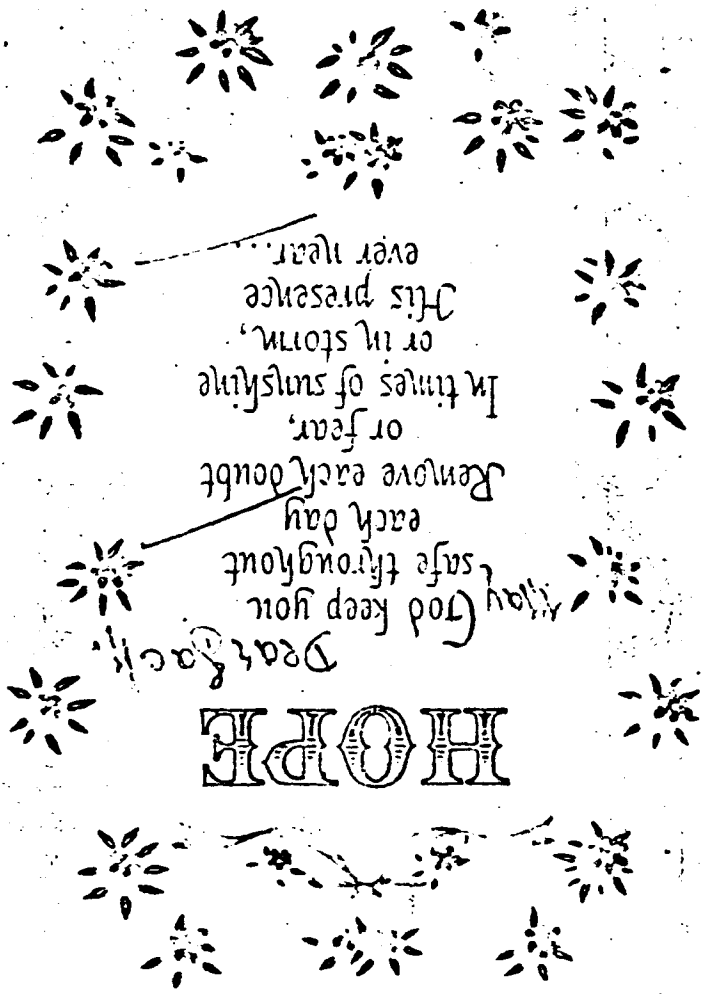 HOPE
Dear Jack,
May God keep you
safe throughout
each day
Remove each doubt
or fear,
In times of sunshine
or in storm,
His presence
ever near...